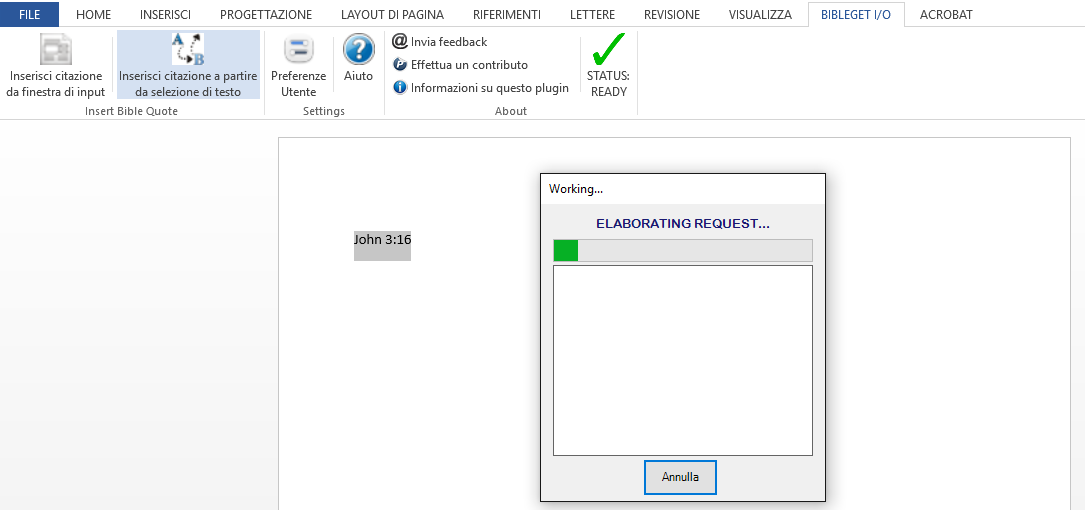 FILE HOME INSERISCI PROGETTAZIONE LAYOUT DI PAGINA RIFERIMENTI LETTERE REVISIONE VISUALIZZA BIBLEGET I/O ACROBAT
Inserisci citazione
da finestra di input
A
B
Inserisci citazione a partire
da selezione di testo
Insert Bible Quote
Preferenze
Utente
?
Aiuto
Settings
@ Invia feedback
P Effettua un contributo
i Informazioni su questo plugin
About
STATUS:
READY
John 3:16
Working...
ELABORATING REQUEST...
Annulla